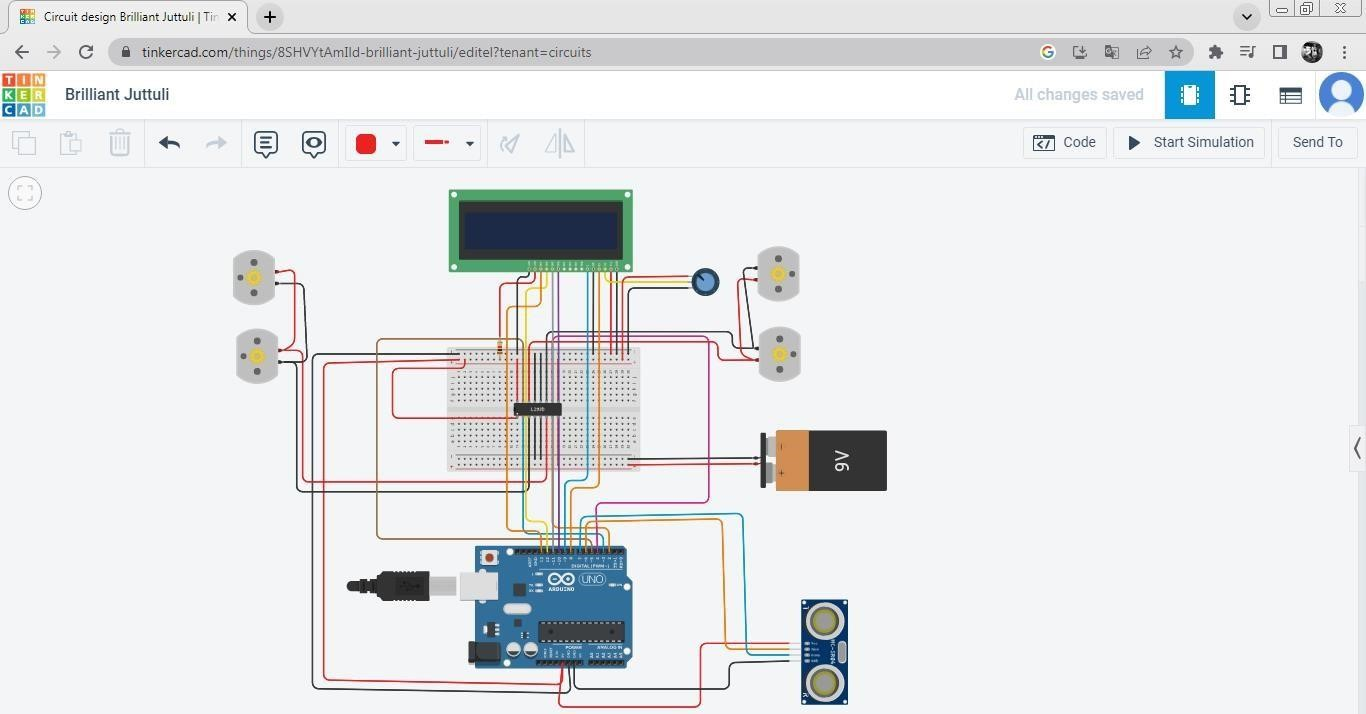 Circuit design Brilliant Juttuli | Tin
tinkercad.com/things/8SHVYtAmIld-brilliant-juttuli/editel?tenant=circuits
TIN
KER
CAD
Brilliant Juttuli
All changes saved
Code
Start Simulation
Send To
L293D
9V
DIGITAL (PWM~)
UNO
ARDUINO
POWER
ANALOG IN